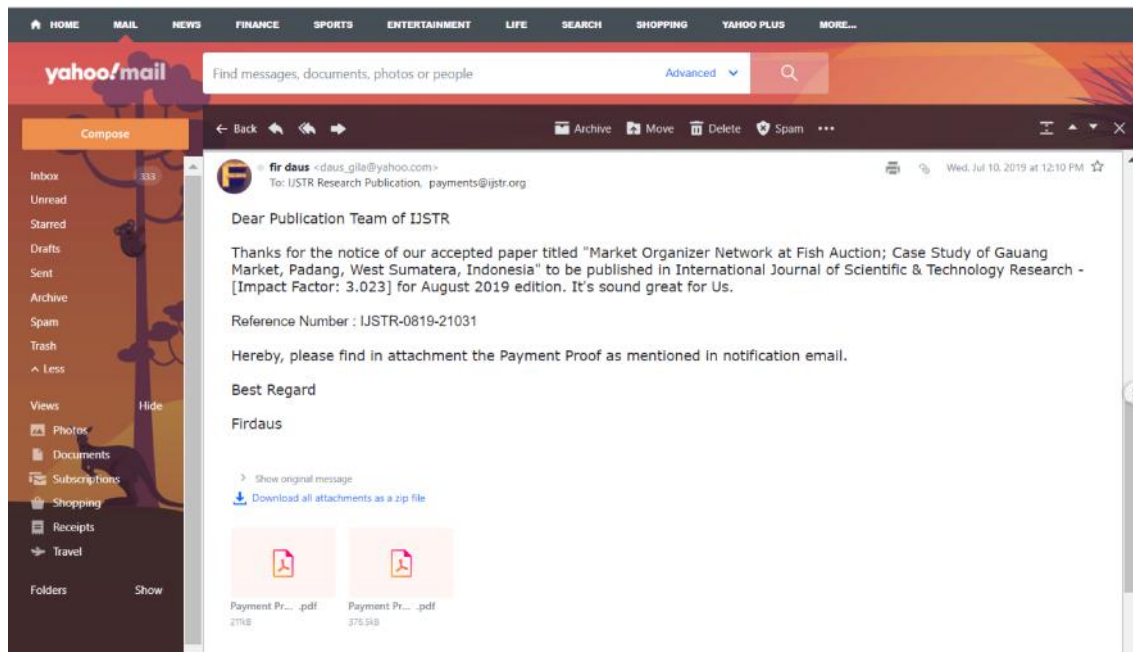 HOME MAIL NEWS FINANCE SPORTS ENTERTAINMENT LIFE SEARCH SHOPPING YAHOO PLUS MORE...
yahoo!mail
Find messages, documents, photos or people
Advanced
Compose
Back
Archive Move Delete Spam
Inbox 333
Unread
Starred
Drafts
Sent
Archive
Spam
Trash
Less
Views Hide
Photos
Documents
Subscriptions
Shopping
Receipts
Travel
Folders Show
fir daus <daus_gila@yahoo.com>
Wed, Jul 10, 2019 at 12:10 PM
To: IJSTR Research Publication, payments@ijstr.org
Dear Publication Team of IJSTR
Thanks for the notice of our accepted paper titled "Market Organizer Network at Fish Auction; Case Study of Gauang
Market, Padang, West Sumatera, Indonesia" to be published in International Journal of Scientific & Technology Research -
[Impact Factor: 3.023] for August 2019 edition. It's sound great for Us.
Reference Number : IJSTR-0819-21031
Hereby, please find in attachment the Payment Proof as mentioned in notification email.
Best Regard
Firdaus
Show original message
Download all attachments as a zip file
Payment Pr... .pdf
211kB
Payment Pr... .pdf
376.5kB